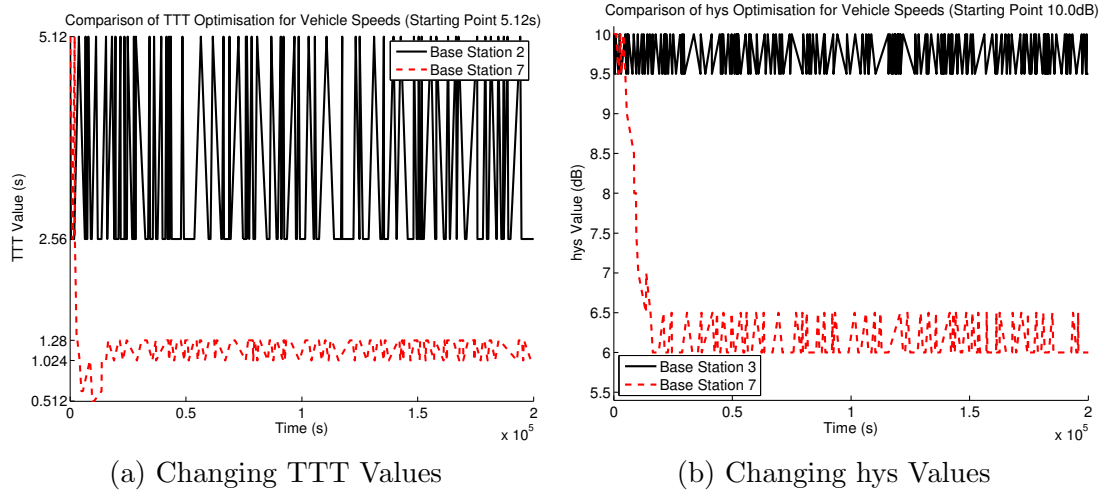 Comparison of TTT Optimisation for Vehicle Speeds (Starting Point 5.12s)
5.12
2.56
1.28
1.024
0.512
TTT Value (s)
Base Station 2
Base Station 7
0
0.5
1
1.5
2
x 10^5
Time (s)
(a) Changing TTT Values
Comparison of hys Optimisation for Vehicle Speeds (Starting Point 10.0dB)
10
9.5
9
8.5
8
7.5
7
6.5
6
5.5
hys Value (dB)
Base Station 3
Base Station 7
0
0.5
1
1.5
2
x 10^5
Time (s)
(b) Changing hys Values